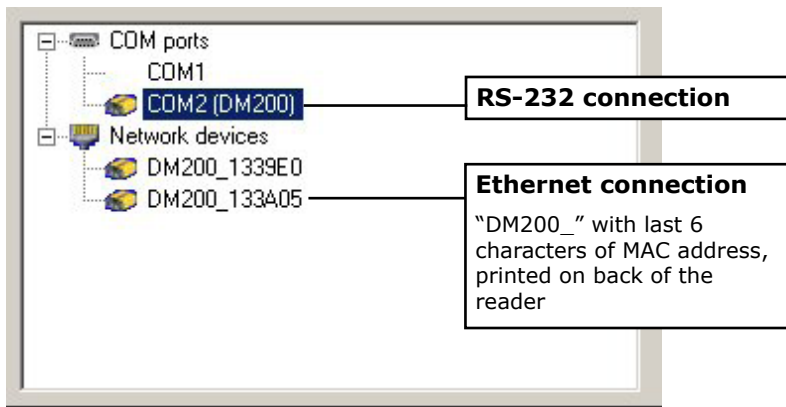 COM ports
COM1
COM2 (DM200)
RS-232 connection
Network devices
DM200_1339E0
DM200_133A05
Ethernet connection
“DM200_” with last 6
characters of MAC address,
printed on back of the
reader